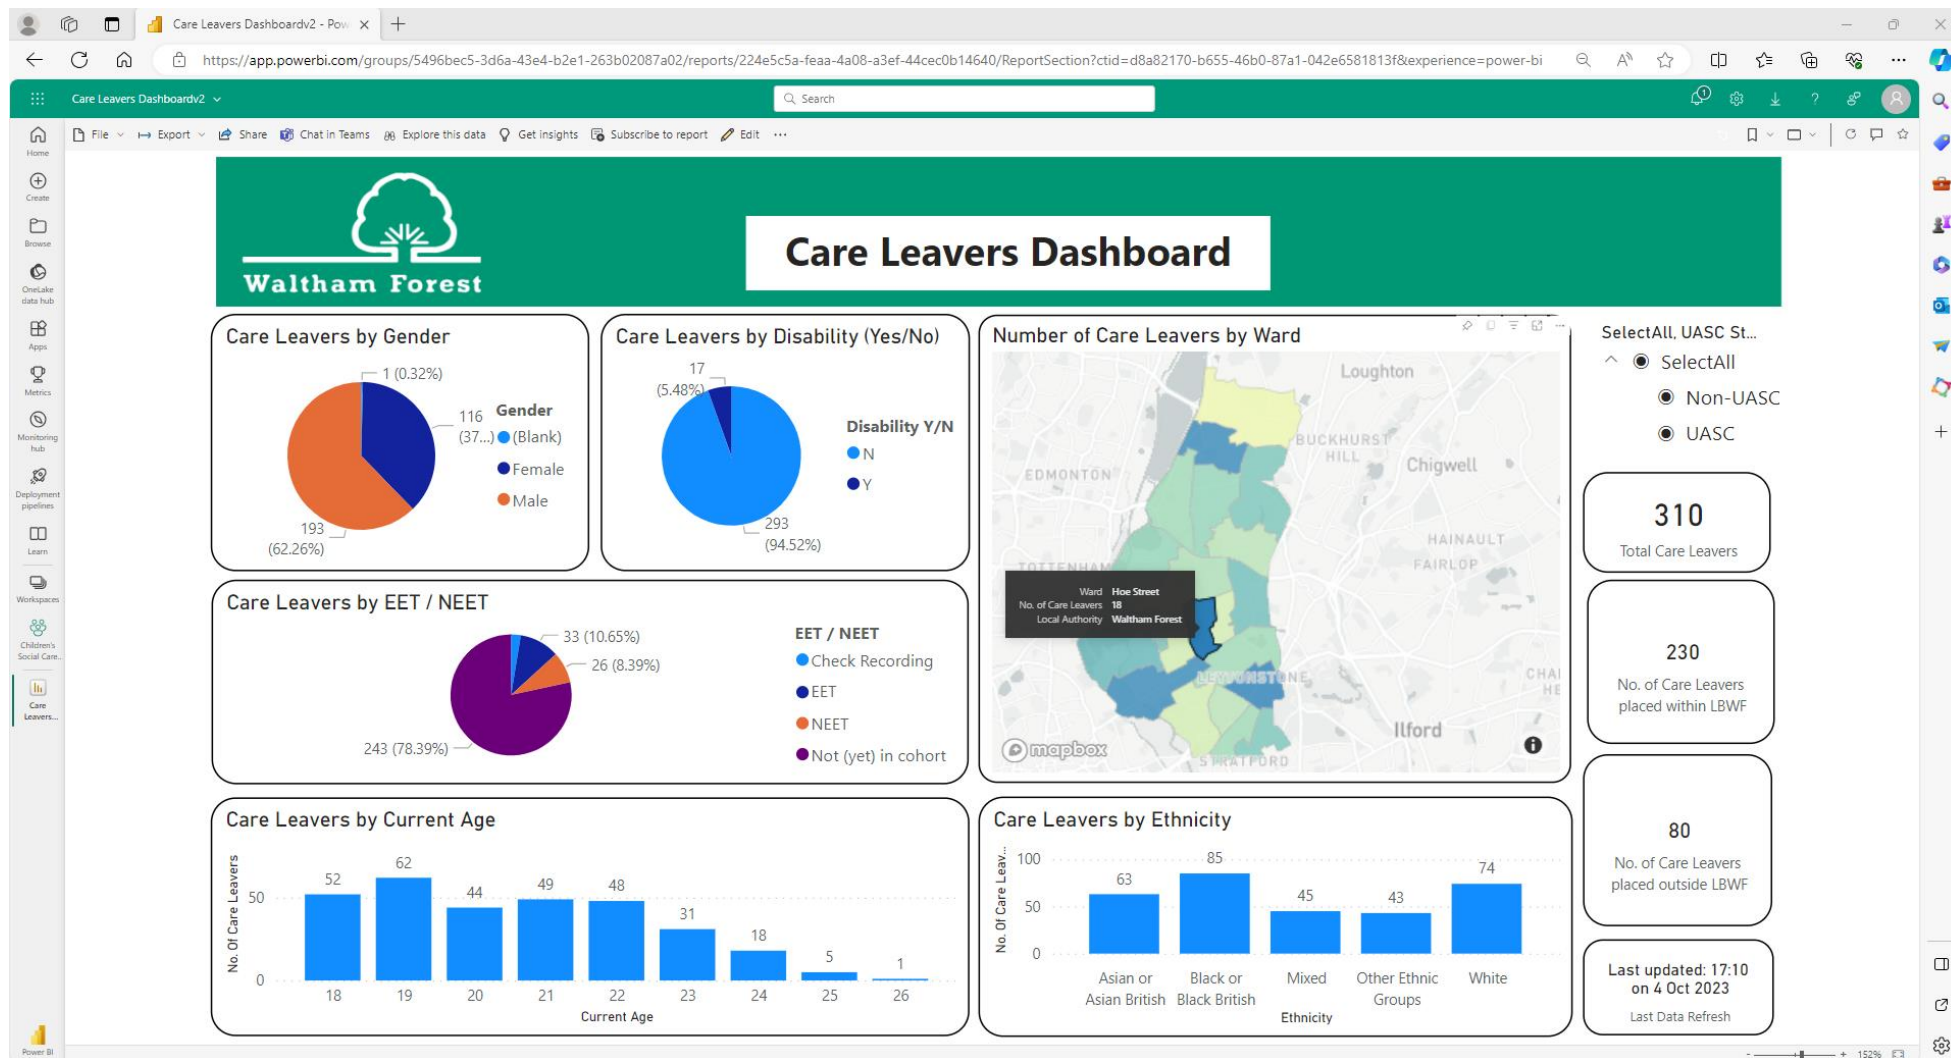 Care Leavers Dashboardv2 - Pow
https://app.powerbi.com/groups/5496bec5-3d6a-43e4-b2e1-263b02087a02/reports/224e5c5a-feaa-4a08-a3ef-44cec0b14640/ReportSection?ctid=d8a82170-b655-46b0-87a1-042e6581813f&experience=power-bi
Care Leavers Dashboardv2
Search
1
File
Export
Share
Chat in Teams
Explore this data
Get insights
Subscribe to report
Edit
Home
Create
Browse
OneLake
data hub
Apps
Metrics
Monitoring
hub
Deployment
pipelines
Learn
Workspaces
Children's
Social Care..
Care
Leavers...
Power BI
Waltham Forest
Care Leavers Dashboard
Care Leavers by Gender
1 (0.32%)
116
(37...)
193
(62.26%)
Gender
(Blank)
Female
Male
Care Leavers by Disability (Yes/No)
17
(5.48%)
293
(94.52%)
Disability Y/N
N
Y
Number of Care Leavers by Ward
Loughton
BUCKHURST
HILL
Chigwell
EDMONTON
HAINAULT
FAIRLOP
TOTTENHAM
Ward Hoe Street
No. of Care Leavers 18
Local Authority Waltham Forest
LEYTONSTONE
CHA
HE
Ilford
mapbox
STRATFORD
SelectAll, UASC St...
SelectAll
Non-UASC
UASC
310
Total Care Leavers
Care Leavers by EET / NEET
33 (10.65%)
26 (8.39%)
243 (78.39%)
EET / NEET
Check Recording
EET
NEET
Not (yet) in cohort
230
No. of Care Leavers
placed within LBWF
80
No. of Care Leavers
placed outside LBWF
Care Leavers by Current Age
No. Of Care Leavers
50
0
52
62
44
49
48
31
18
5
1
18
19
20
21
22
23
24
25
26
Current Age
Care Leavers by Ethnicity
No. Of Care Leav...
100
50
0
63
85
45
43
74
Asian or
Asian British
Black or
Black British
Mixed
Other Ethnic
Groups
White
Ethnicity
Last updated: 17:10
on 4 Oct 2023
Last Data Refresh
152%